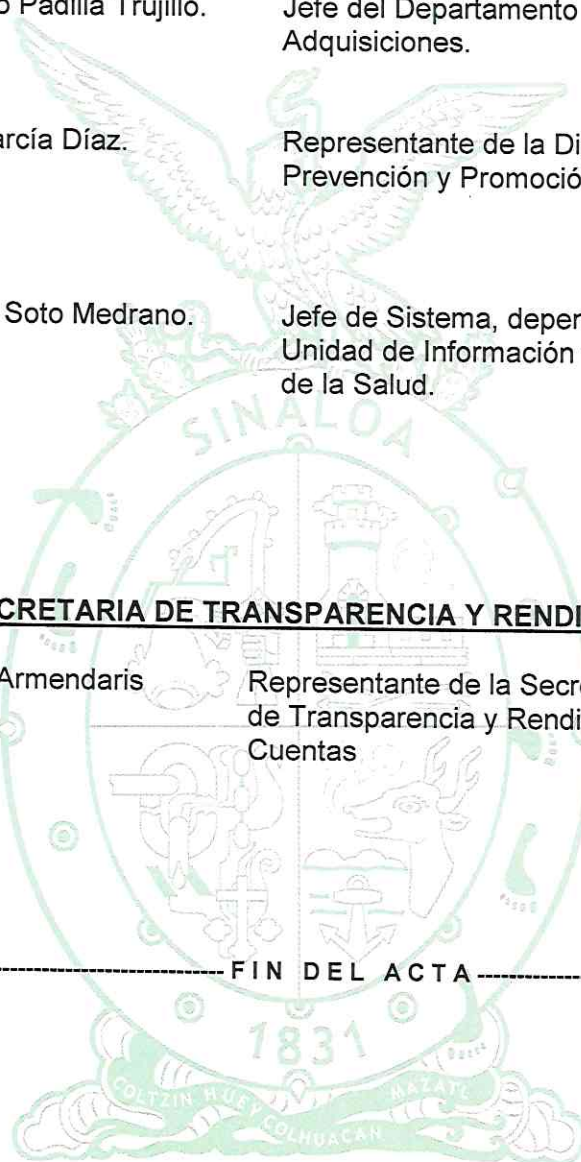 o Padilla Trujillo. Jefe del Departamento
Adquisiciones.
arcía Díaz. Representante de la Di
Prevención y Promoció
Soto Medrano. Jefe de Sistema, deper
Unidad de Información
de la Salud.
SINALOA
CRETARIA DE TRANSPARENCIA Y RENDI
Armendaris Representante de la Secre
de Transparencia y Rendi
Cuentas
--------------------------FIN DEL ACTA------------
1831
COLTZIN HUEY COLHUACAN MAZATL